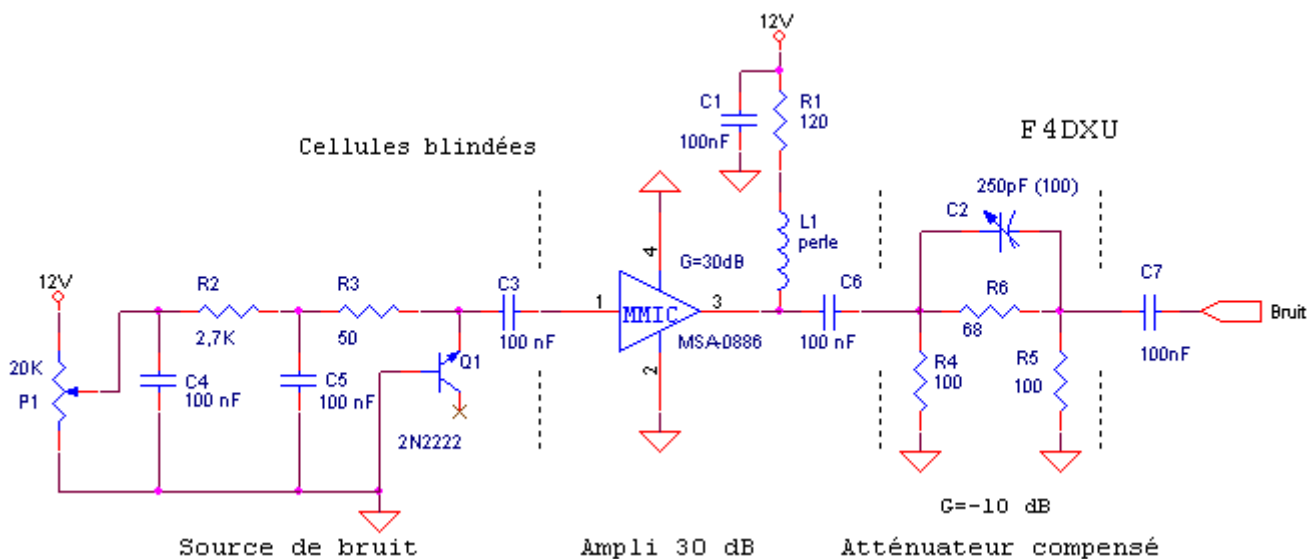 12V
C1
100nF
R1
120
F4DXU
Cellules blindées
250pF (100)
C2
L1
perle
4
G=30dB
12V
R2
R3
C3
1
MMIC
3
C6
R6
C7
Bruit
2,7K
50
100 nF
MSA-0886
100 nF
68
100nF
20K
P1
C4
100 nF
C5
100 nF
Q1
2
R4
100
R5
100
2N2222
G=-10 dB
Source de bruit
Ampli 30 dB
Atténuateur compensé